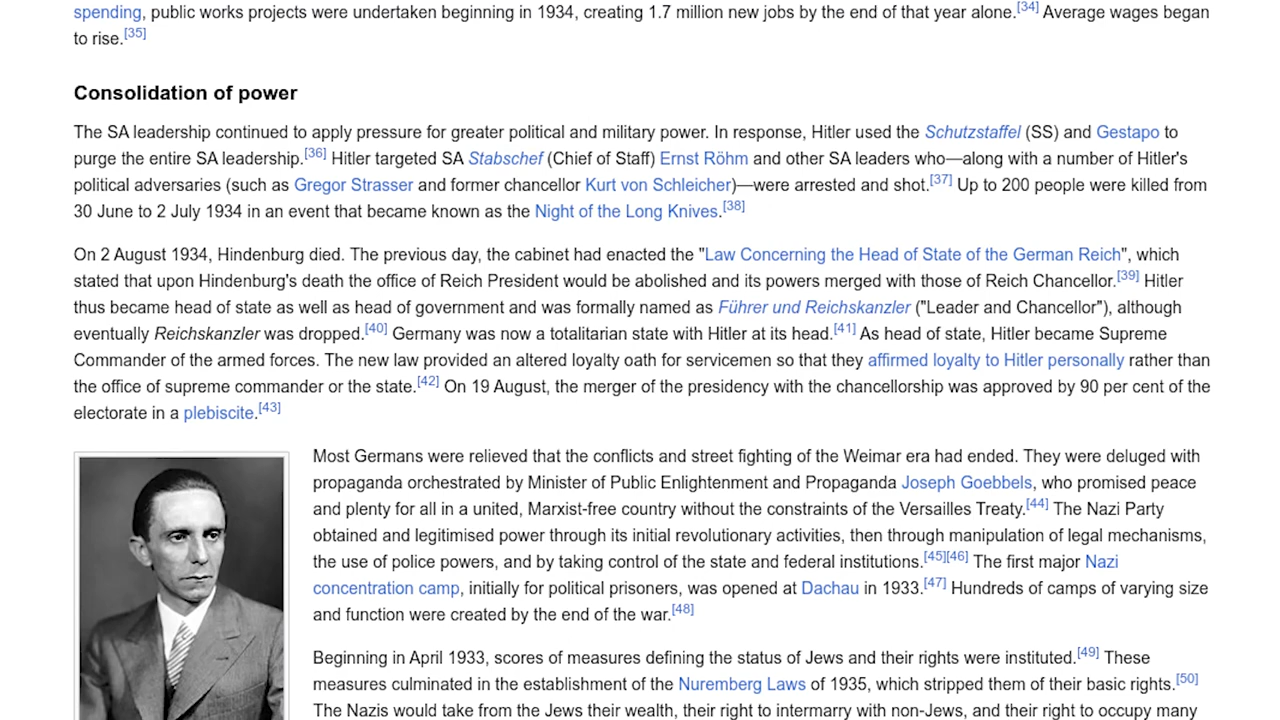 spending, public works projects were undertaken beginning in 1934, creating 1.7 million new jobs by the end of that year alone.[34] Average wages began
to rise.[35]
Consolidation of power
The SA leadership continued to apply pressure for greater political and military power. In response, Hitler used the Schutzstaffel (SS) and Gestapo to
purge the entire SA leadership.[36] Hitler targeted SA Stabschef (Chief of Staff) Ernst Röhm and other SA leaders who—along with a number of Hitler's
political adversaries (such as Gregor Strasser and former chancellor Kurt von Schleicher)—were arrested and shot.[37] Up to 200 people were killed from
30 June to 2 July 1934 in an event that became known as the Night of the Long Knives.[38]
On 2 August 1934, Hindenburg died. The previous day, the cabinet had enacted the "Law Concerning the Head of State of the German Reich", which
stated that upon Hindenburg's death the office of Reich President would be abolished and its powers merged with those of Reich Chancellor.[39] Hitler
thus became head of state as well as head of government and was formally named as Führer und Reichskanzler ("Leader and Chancellor"), although
eventually Reichskanzler was dropped.[40] Germany was now a totalitarian state with Hitler at its head.[41] As head of state, Hitler became Supreme
Commander of the armed forces. The new law provided an altered loyalty oath for servicemen so that they affirmed loyalty to Hitler personally rather than
the office of supreme commander or the state.[42] On 19 August, the merger of the presidency with the chancellorship was approved by 90 per cent of the
electorate in a plebiscite.[43]
Most Germans were relieved that the conflicts and street fighting of the Weimar era had ended. They were deluged with
propaganda orchestrated by Minister of Public Enlightenment and Propaganda Joseph Goebbels, who promised peace
and plenty for all in a united, Marxist-free country without the constraints of the Versailles Treaty.[44] The Nazi Party
obtained and legitimised power through its initial revolutionary activities, then through manipulation of legal mechanisms,
the use of police powers, and by taking control of the state and federal institutions.[45][46] The first major Nazi
concentration camp, initially for political prisoners, was opened at Dachau in 1933.[47] Hundreds of camps of varying size
and function were created by the end of the war.[48]
Beginning in April 1933, scores of measures defining the status of Jews and their rights were instituted.[49] These
measures culminated in the establishment of the Nuremberg Laws of 1935, which stripped them of their basic rights.[50]
The Nazis would take from the Jews their wealth, their right to intermarry with non-Jews, and their right to occupy many